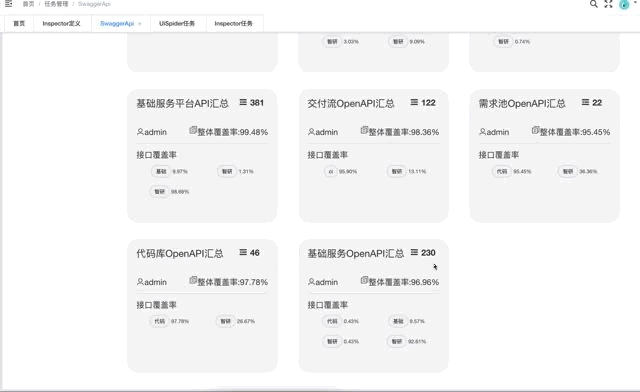 首页 / 任务管理 / SwaggerApi
首页 Inspector定义 SwaggerApi × UiSpider任务 Inspector任务
智研 3.03% 智研 9.09% 智研 0.74%
基础服务平台API汇总 381
admin 整体覆盖率:99.48%
接口覆盖率
基础 9.97% 智研 1.31%
智研 98.69%
交付流OpenAPI汇总 122
admin 整体覆盖率:98.36%
接口覆盖率
ci 95.90% 智研 13.11%
需求池OpenAPI汇总 22
admin 整体覆盖率:95.45%
接口覆盖率
代码 95.45% 智研 36.36%
代码库OpenAPI汇总 46
admin 整体覆盖率:97.78%
接口覆盖率
代码 97.78% 智研 26.67%
基础服务OpenAPI汇总 230
admin 整体覆盖率:96.96%
接口覆盖率
代码 0.43% 基础 9.57%
智研 0.43% 智研 92.61%